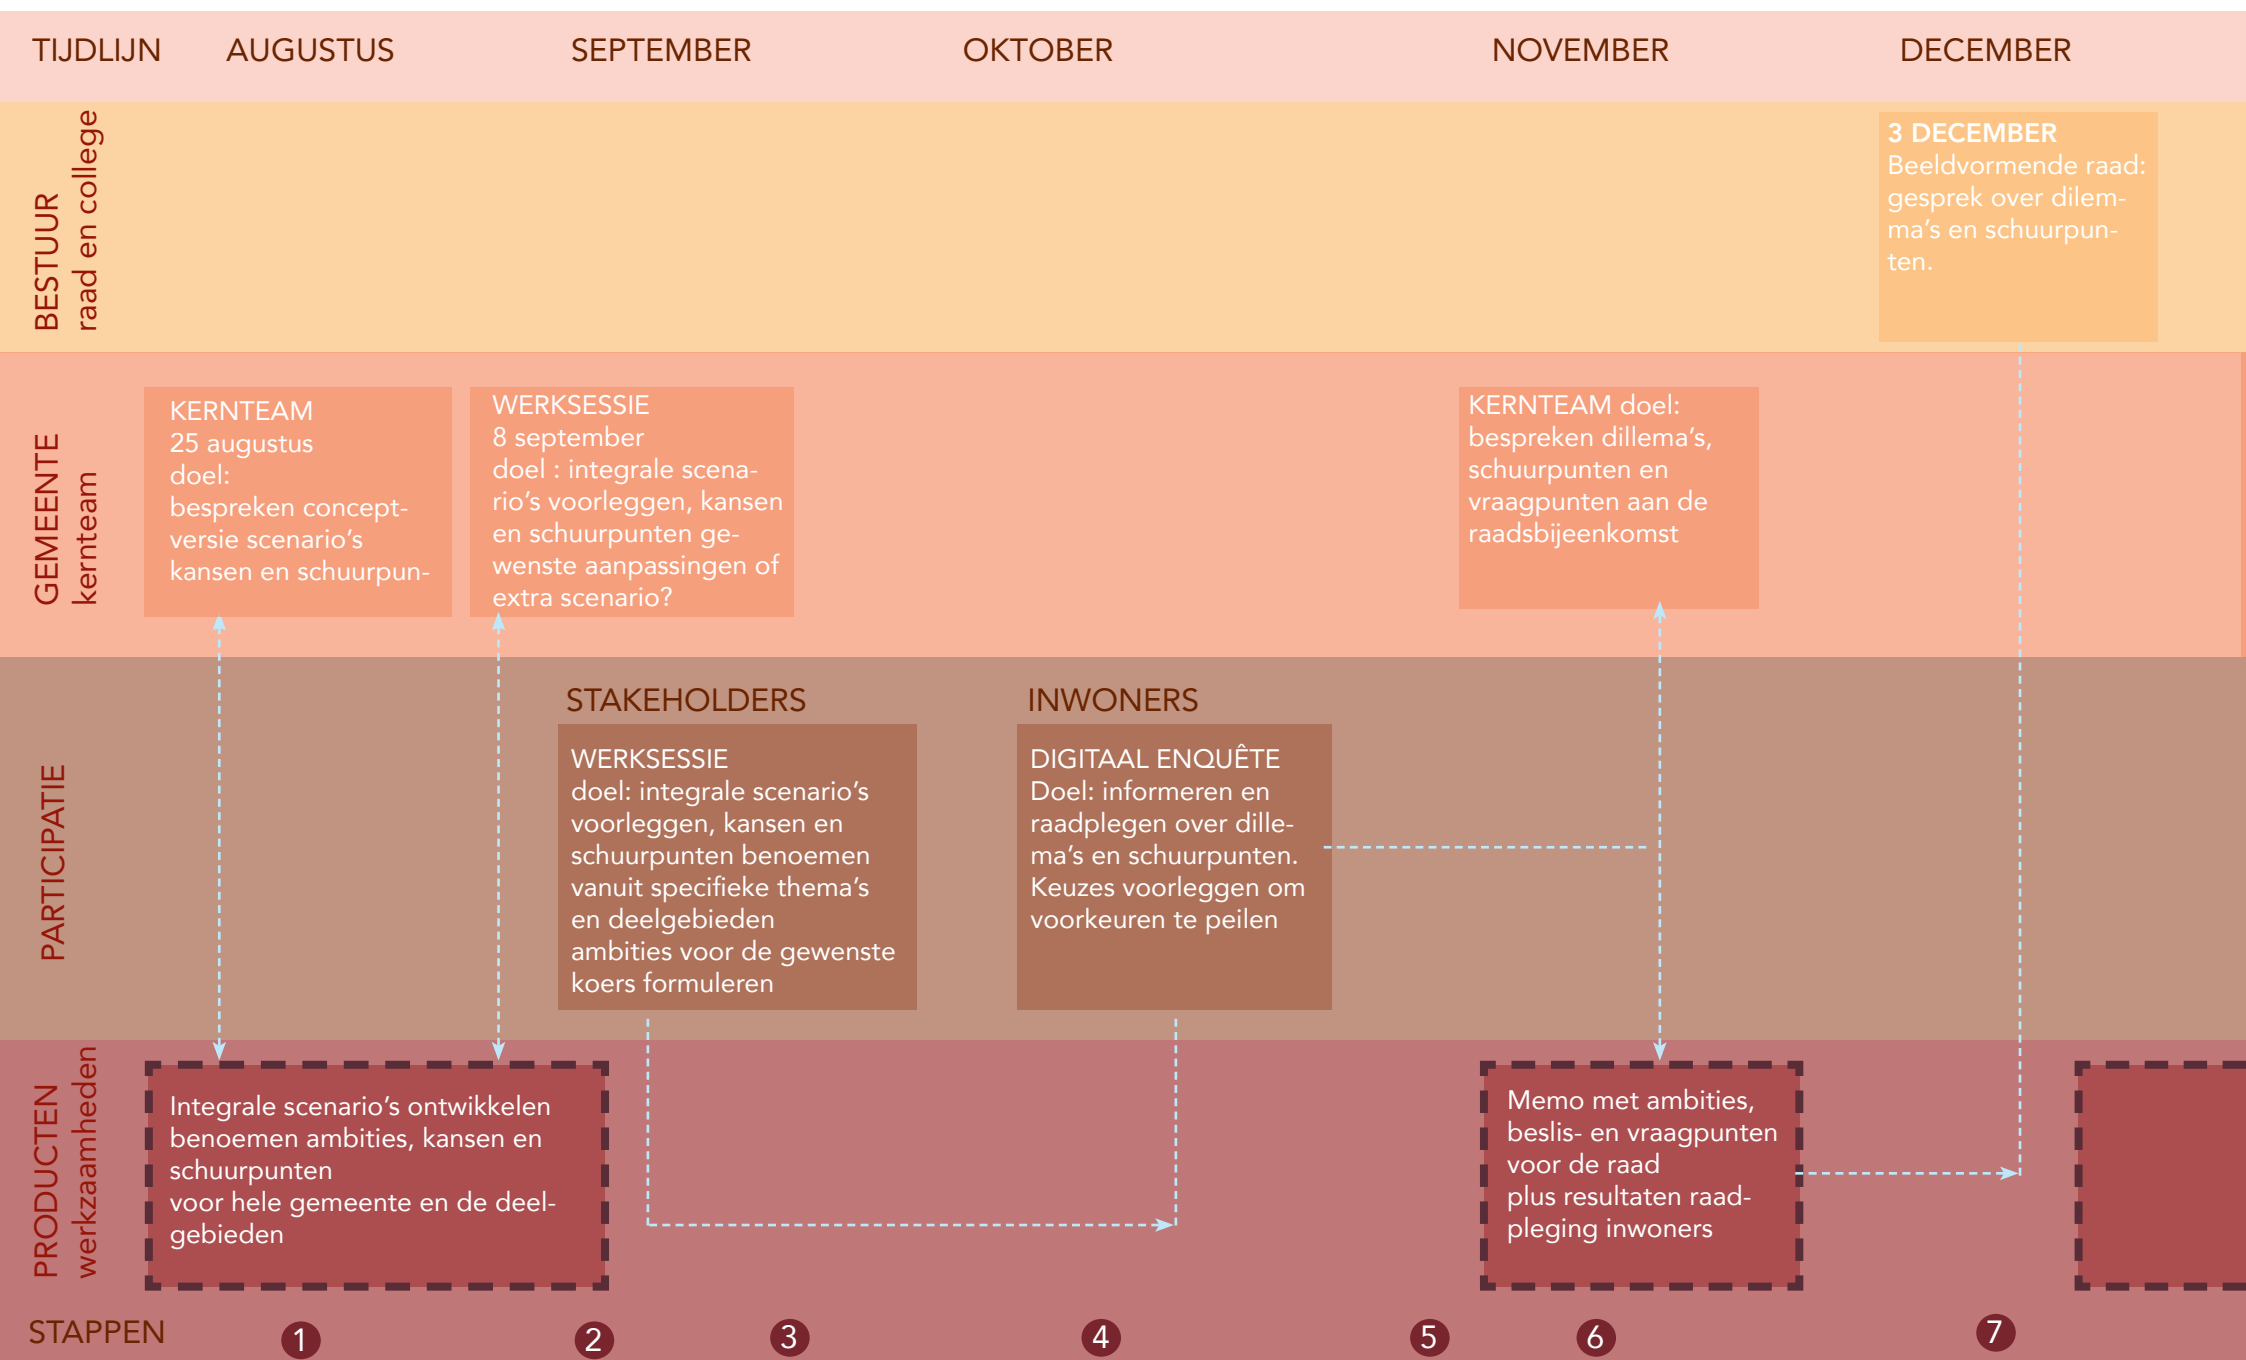 TIJDLIJN AUGUSTUS SEPTEMBER OKTOBER NOVEMBER DECEMBER
BESTUUR
raad en college
3 DECEMBER
Beeldvormende raad:
gesprek over dilem-
ma's en schuurpun-
ten.
GEMEENTE
kernteam
KERNTEAM
25 augustus
doel:
bespreken concept-
versie scenario's
kansen en schuurpun-
WERKSESSIE
8 september
doel : integrale scena-
rio's voorleggen, kansen
en schuurpunten ge-
wenste aanpassingen of
extra scenario?
KERNTEAM doel:
bespreken dillema's,
schuurpunten en
vraagpunten aan de
raadsbijeenkomst
PARTICIPATIE
STAKEHOLDERS
WERKSESSIE
doel: integrale scenario's
voorleggen, kansen en
schuurpunten benoemen
vanuit specifieke thema's
en deelgebieden
ambities voor de gewenste
koers formuleren
INWONERS
DIGITAAL ENQUÊTE
Doel: informeren en
raadplegen over dille-
ma's en schuurpunten.
Keuzes voorleggen om
voorkeuren te peilen
PRODUCTEN
werkzaamheden
Integrale scenario's ontwikkelen
benoemen ambities, kansen en
schuurpunten
voor hele gemeente en de deel-
gebieden
Memo met ambities,
beslis- en vraagpunten
voor de raad
plus resultaten raad-
pleging inwoners
STAPPEN 1 2 3 4 5 6 7